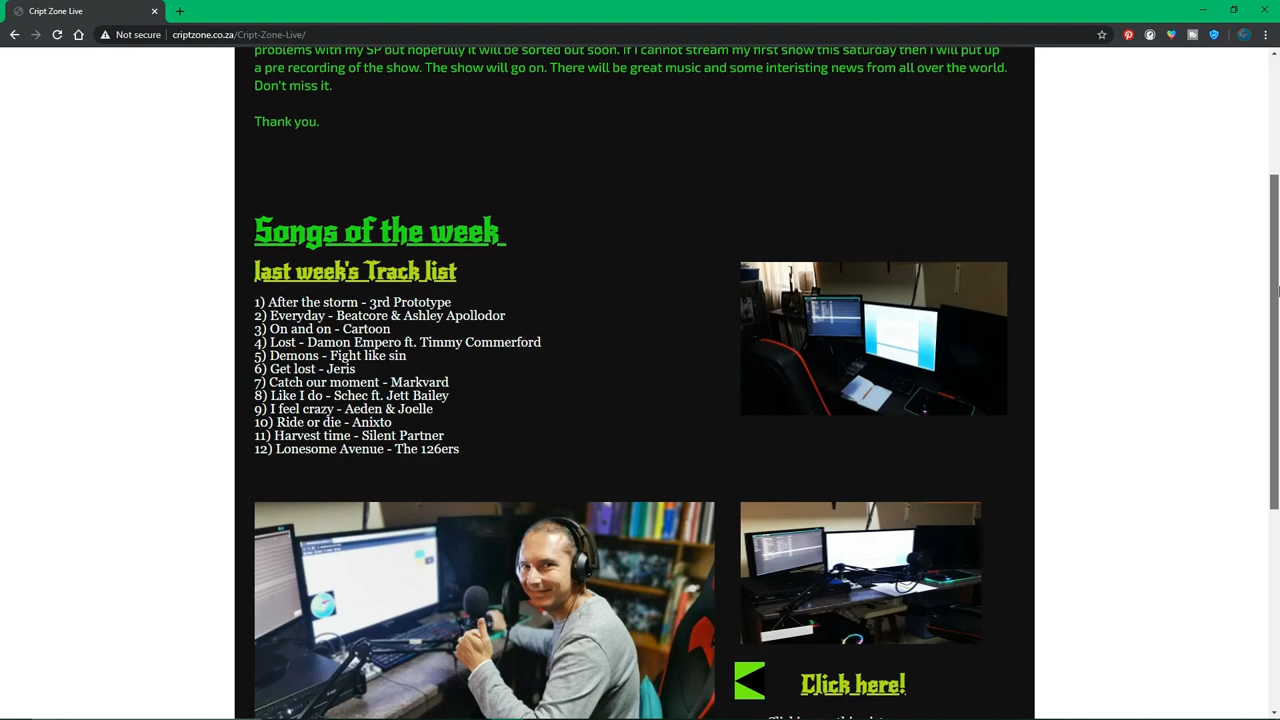 Cript Zone Live
Not secure criptzone.co.za/Cript-Zone-Live/
problems with my SP but hopefully it will be sorted out soon. If I cannot stream my first show this saturday then I will put up
a pre recording of the show. The show will go on. There will be great music and some interisting news from all over the world.
Don't miss it.
Thank you.
Songs of the week
last week's Track list
1) After the storm - 3rd Prototype
2) Everyday - Beatcore & Ashley Apollodor
3) On and on - Cartoon
4) Lost - Damon Empero ft. Timmy Commerford
5) Demons - Fight like sin
6) Get lost - Jeris
7) Catch our moment - Markvard
8) Like I do - Schec ft. Jett Bailey
9) I feel crazy - Aeden & Joelle
10) Ride or die - Anixto
11) Harvest time - Silent Partner
12) Lonesome Avenue - The 126ers
Click here!